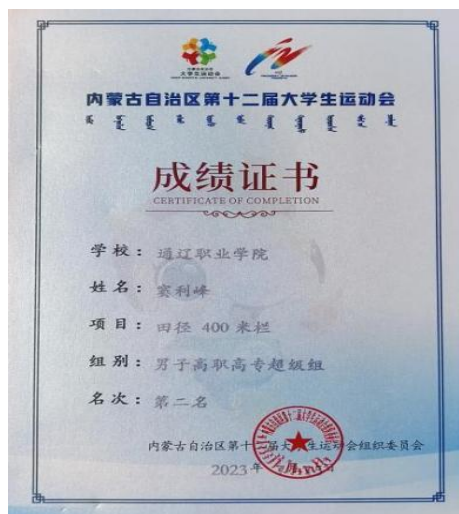 内蒙古自治区第十二届大学生运动会
成绩证书
CERTIFICATE OF COMPLETION
学校：通辽职业学院
姓名：窦利峰
项目：田径 400 米栏
组别：男子高职高专超级组
名次：第二名
内蒙古自治区第十二届大学生运动会组织委员会
2023年